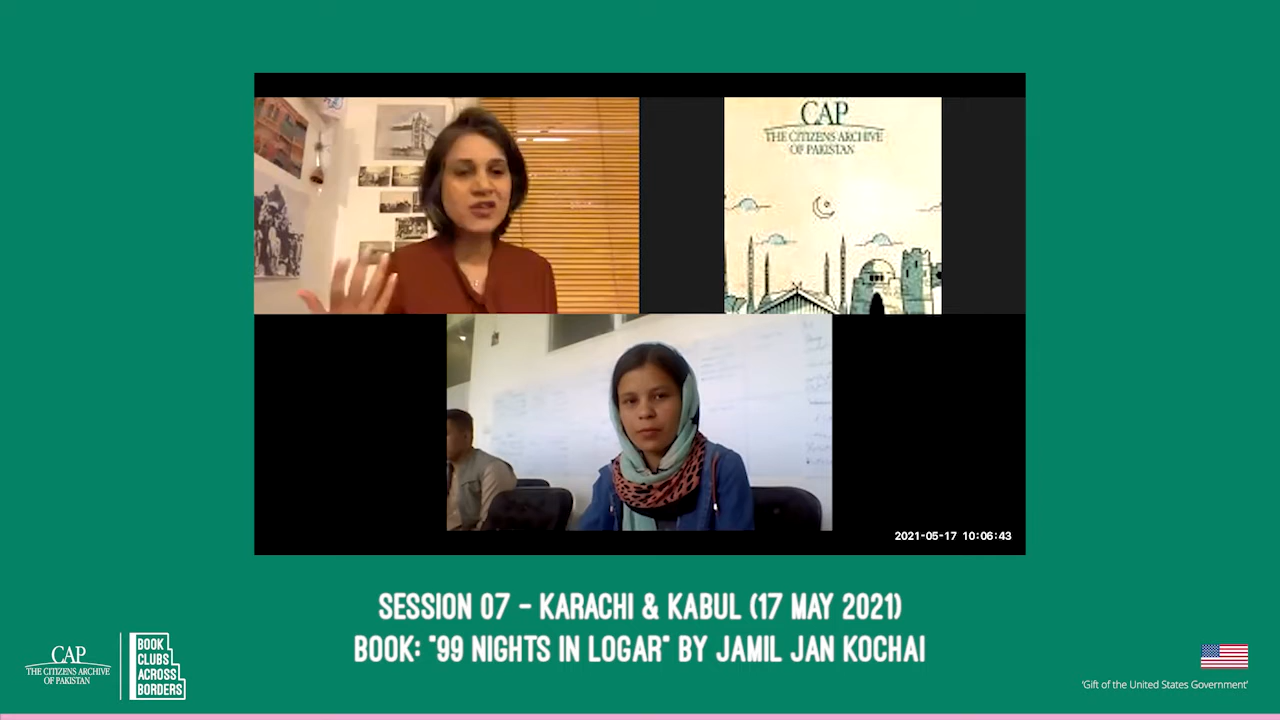 CAP
THE CITIZENS ARCHIVE
OF PAKISTAN
2021-05-17 10:06:43
SESSION 07 - KARACHI & KABUL (17 MAY 2021)
BOOK: "99 NIGHTS IN LOGAR" BY JAMIL JAN KOCHAI
CAP
THE CITIZENS ARCHIVE
OF PAKISTAN
BOOK
CLUBS
ACROSS
BORDERS
'Gift of the United States Government'